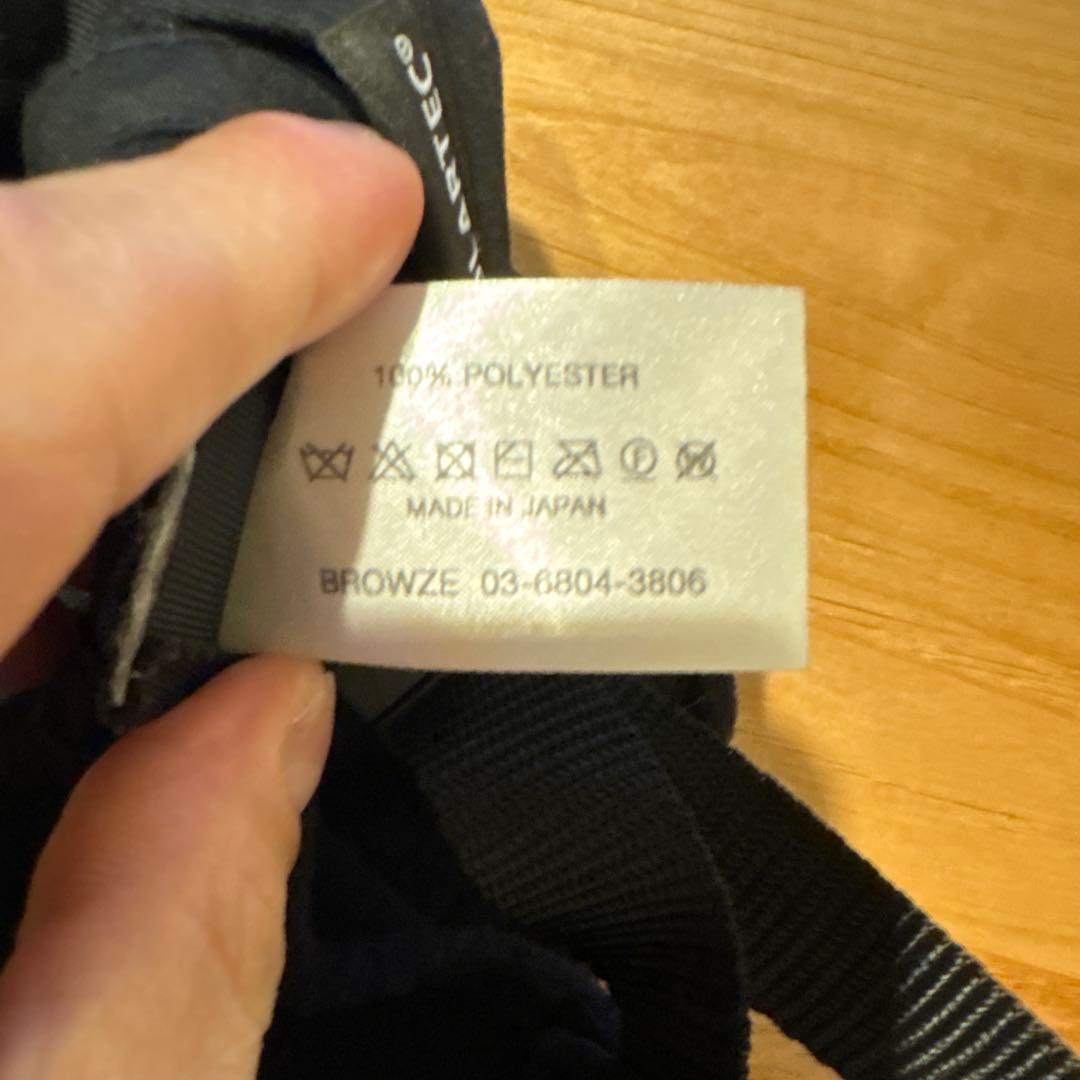 100% POLYESTER
MADE IN JAPAN
BROWZE 03-6804-3806